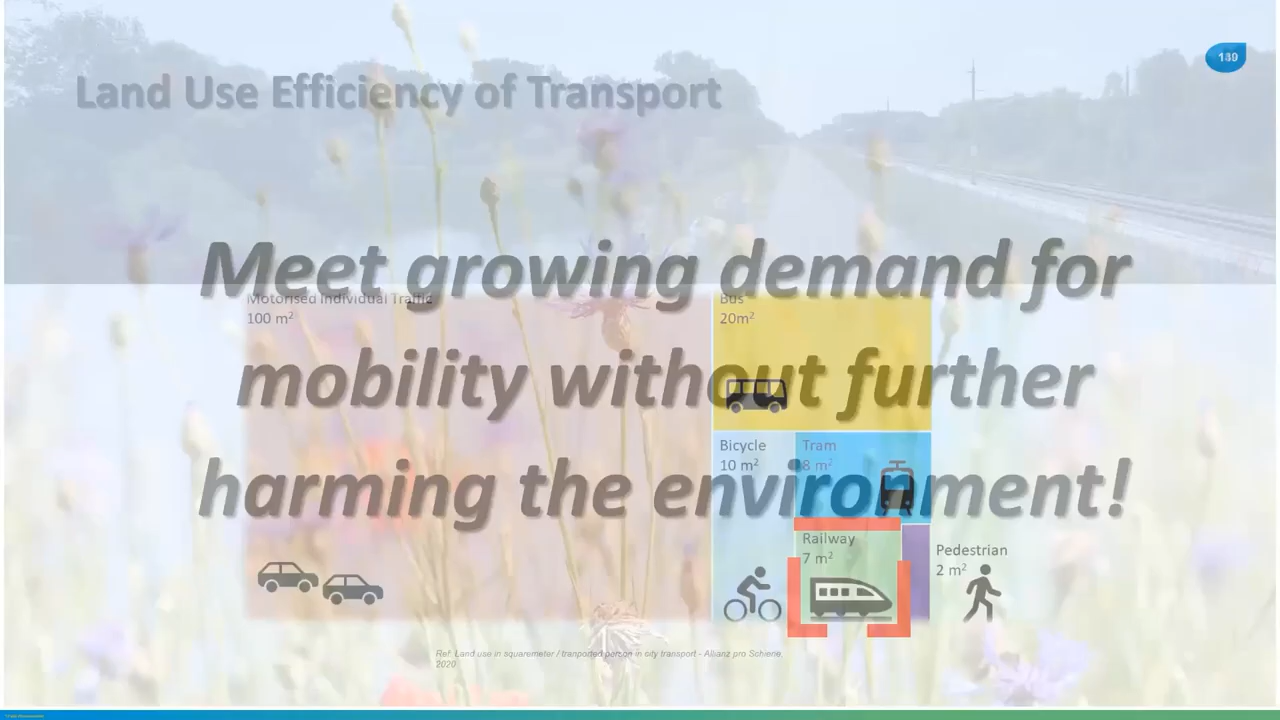 Land Use Efficiency of Transport
Meet growing demand for
mobility without further
harming the environment!
Motorised Individual Traffic
100 m²
Bus
20m²
Bicycle
10 m²
Tram
8 m²
Railway
7 m²
Pedestrian
2 m²
Ref: Land use in squaremeter / tranported person in city transport - Allianz pro Schiene,
2020